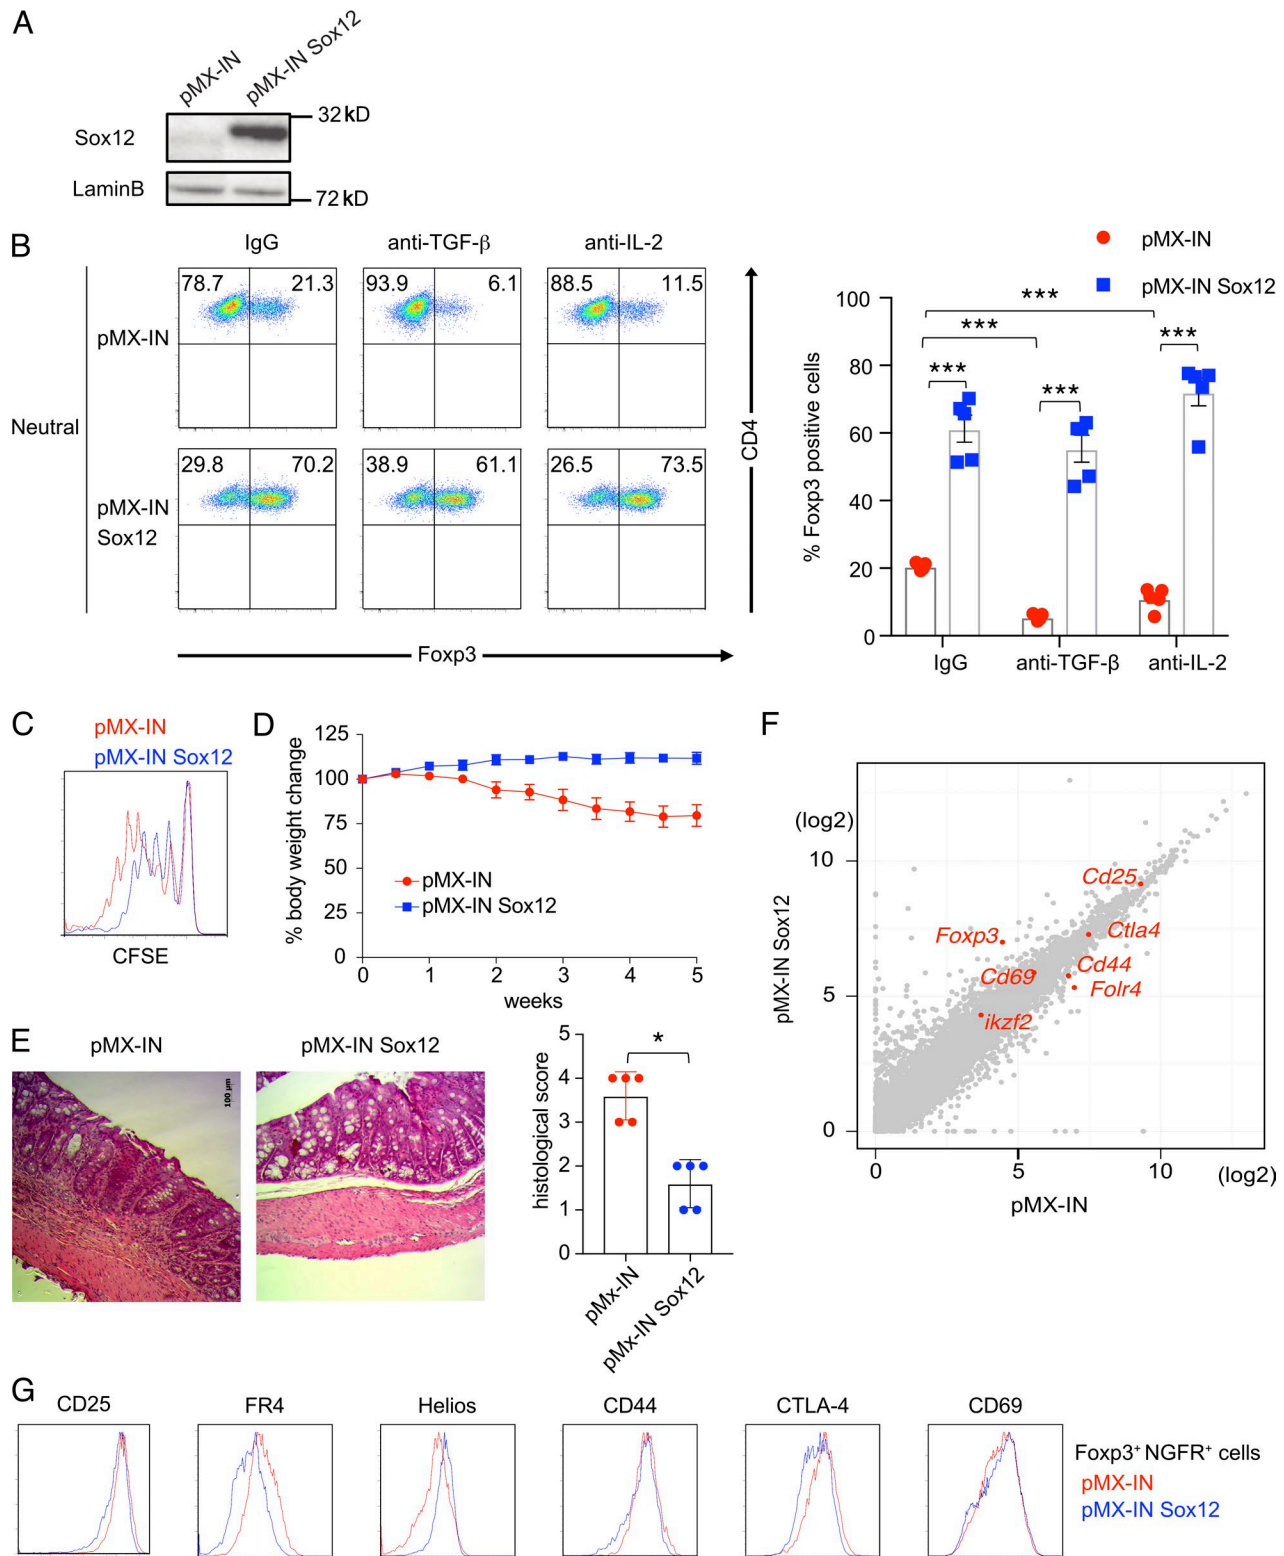 A
pMX-IN
pMX-IN Sox12
Sox12
32 kD
LaminB
72 kD
B
IgG
anti-TGF-β
anti-IL-2
Neutral
pMX-IN
78.7
21.3
93.9
6.1
88.5
11.5
pMX-IN
Sox12
29.8
70.2
38.9
61.1
26.5
73.5
CD4
Foxp3
pMX-IN
pMX-IN Sox12
% Foxp3 positive cells
100
80
60
40
20
0
***
***
***
***
***
IgG
anti-TGF-β
anti-IL-2
C
pMX-IN
pMX-IN Sox12
CFSE
D
% body weight change
125
100
75
50
25
0
pMX-IN
pMX-IN Sox12
0
1
2
3
4
5
weeks
F
pMX-IN Sox12
(log2)
10
5
0
Cd25
Foxp3
Ctla4
Cd69
Cd44
Folr4
ikzf2
0
5
10
(log2)
pMX-IN
E
pMX-IN
pMX-IN Sox12
100 μm
histological score
5
4
3
2
1
0
*
pMx-IN
pMx-IN Sox12
G
CD25
FR4
Helios
CD44
CTLA-4
CD69
Foxp3⁺ NGFR⁺ cells
pMX-IN
pMX-IN Sox12